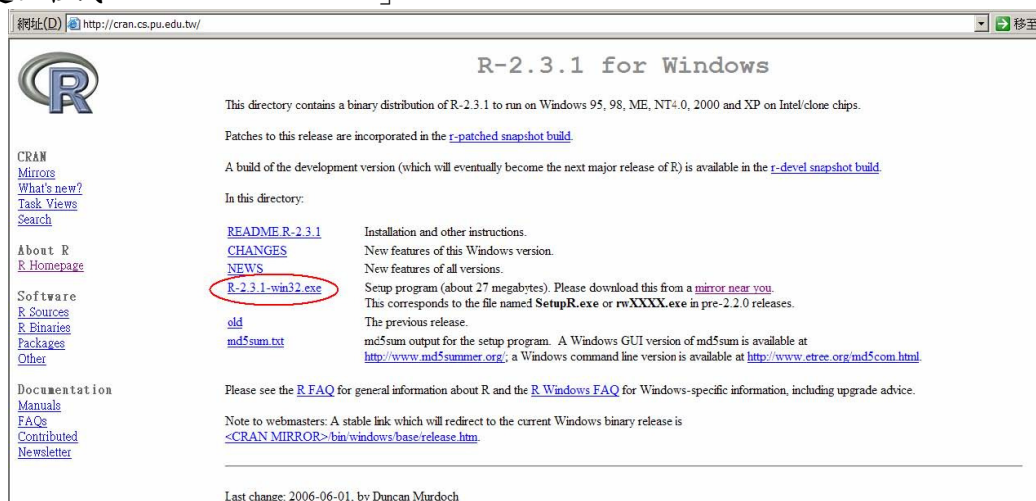 」
網址(D) http://cran.cs.pu.edu.tw/ 移至
R
R-2.3.1 for Windows
This directory contains a binary distribution of R-2.3.1 to run on Windows 95, 98, ME, NT4.0, 2000 and XP on Intel/clone chips.
Patches to this release are incorporated in the r-patched snapshot build.
A build of the development version (which will eventually become the next major release of R) is available in the r-devel snapshot build.
In this directory:
README.R-2.3.1 Installation and other instructions.
CHANGES New features of this Windows version.
NEWS New features of all versions.
R-2.3.1-win32.exe Setup program (about 27 megabytes). Please download this from a mirror near you.
This corresponds to the file named SetupR.exe or rwXXXX.exe in pre-2.2.0 releases.
old The previous release.
md5sum.txt md5sum output for the setup program. A Windows GUI version of md5sum is available at
http://www.md5summer.org/; a Windows command line version is available at http://www.etree.org/md5com.html.
Please see the R FAQ for general information about R and the R Windows FAQ for Windows-specific information, including upgrade advice.
Note to webmasters: A stable link which will redirect to the current Windows binary release is
<CRAN MIRROR>/bin/windows/base/release.htm.
Last change: 2006-06-01, by Duncan Murdoch
CRAN
Mirrors
What's new?
Task Views
Search
About R
R Homepage
Software
R Sources
R Binaries
Packages
Other
Documentation
Manuals
FAQs
Contributed
Newsletter